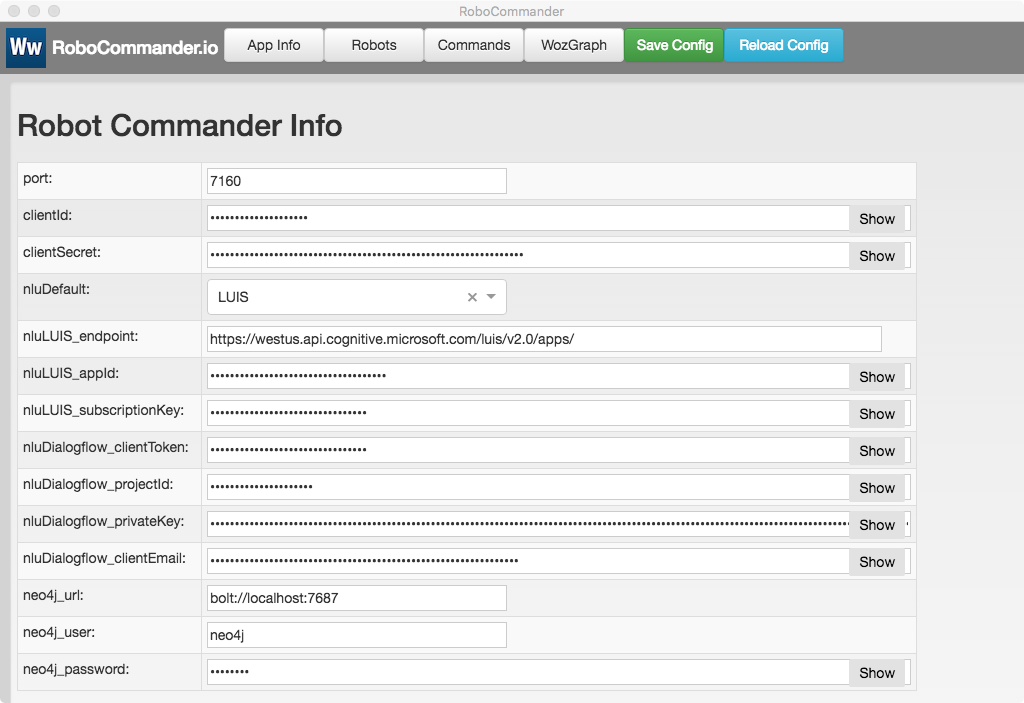 RoboCommander
Ww RoboCommander.io App Info Robots Commands WozGraph Save Config Reload Config
Robot Commander Info
port: 7160
clientId: •••••••••••••••••••• Show
clientSecret: •••••••••••••••••••••••••••••••••••••••••••••••••••••••••••••••• Show
nluDefault: LUIS × 
nluLUIS_endpoint: https://westus.api.cognitive.microsoft.com/luis/v2.0/apps/
nluLUIS_appId: •••••••••••••••••••••••••••••••••••• Show
nluLUIS_subscriptionKey: •••••••••••••••••••••••••••••••• Show
nluDialogflow_clientToken: •••••••••••••••••••••••••••••••• Show
nluDialogflow_projectId: ••••••••••••••••••••• Show
nluDialogflow_privateKey: Show
nluDialogflow_clientEmail: ••••••••••••••••••••••••••••••••••••••••••••••••••••••••••••••• Show
neo4j_url: bolt://localhost:7687
neo4j_user: neo4j
neo4j_password: •••••••• Show